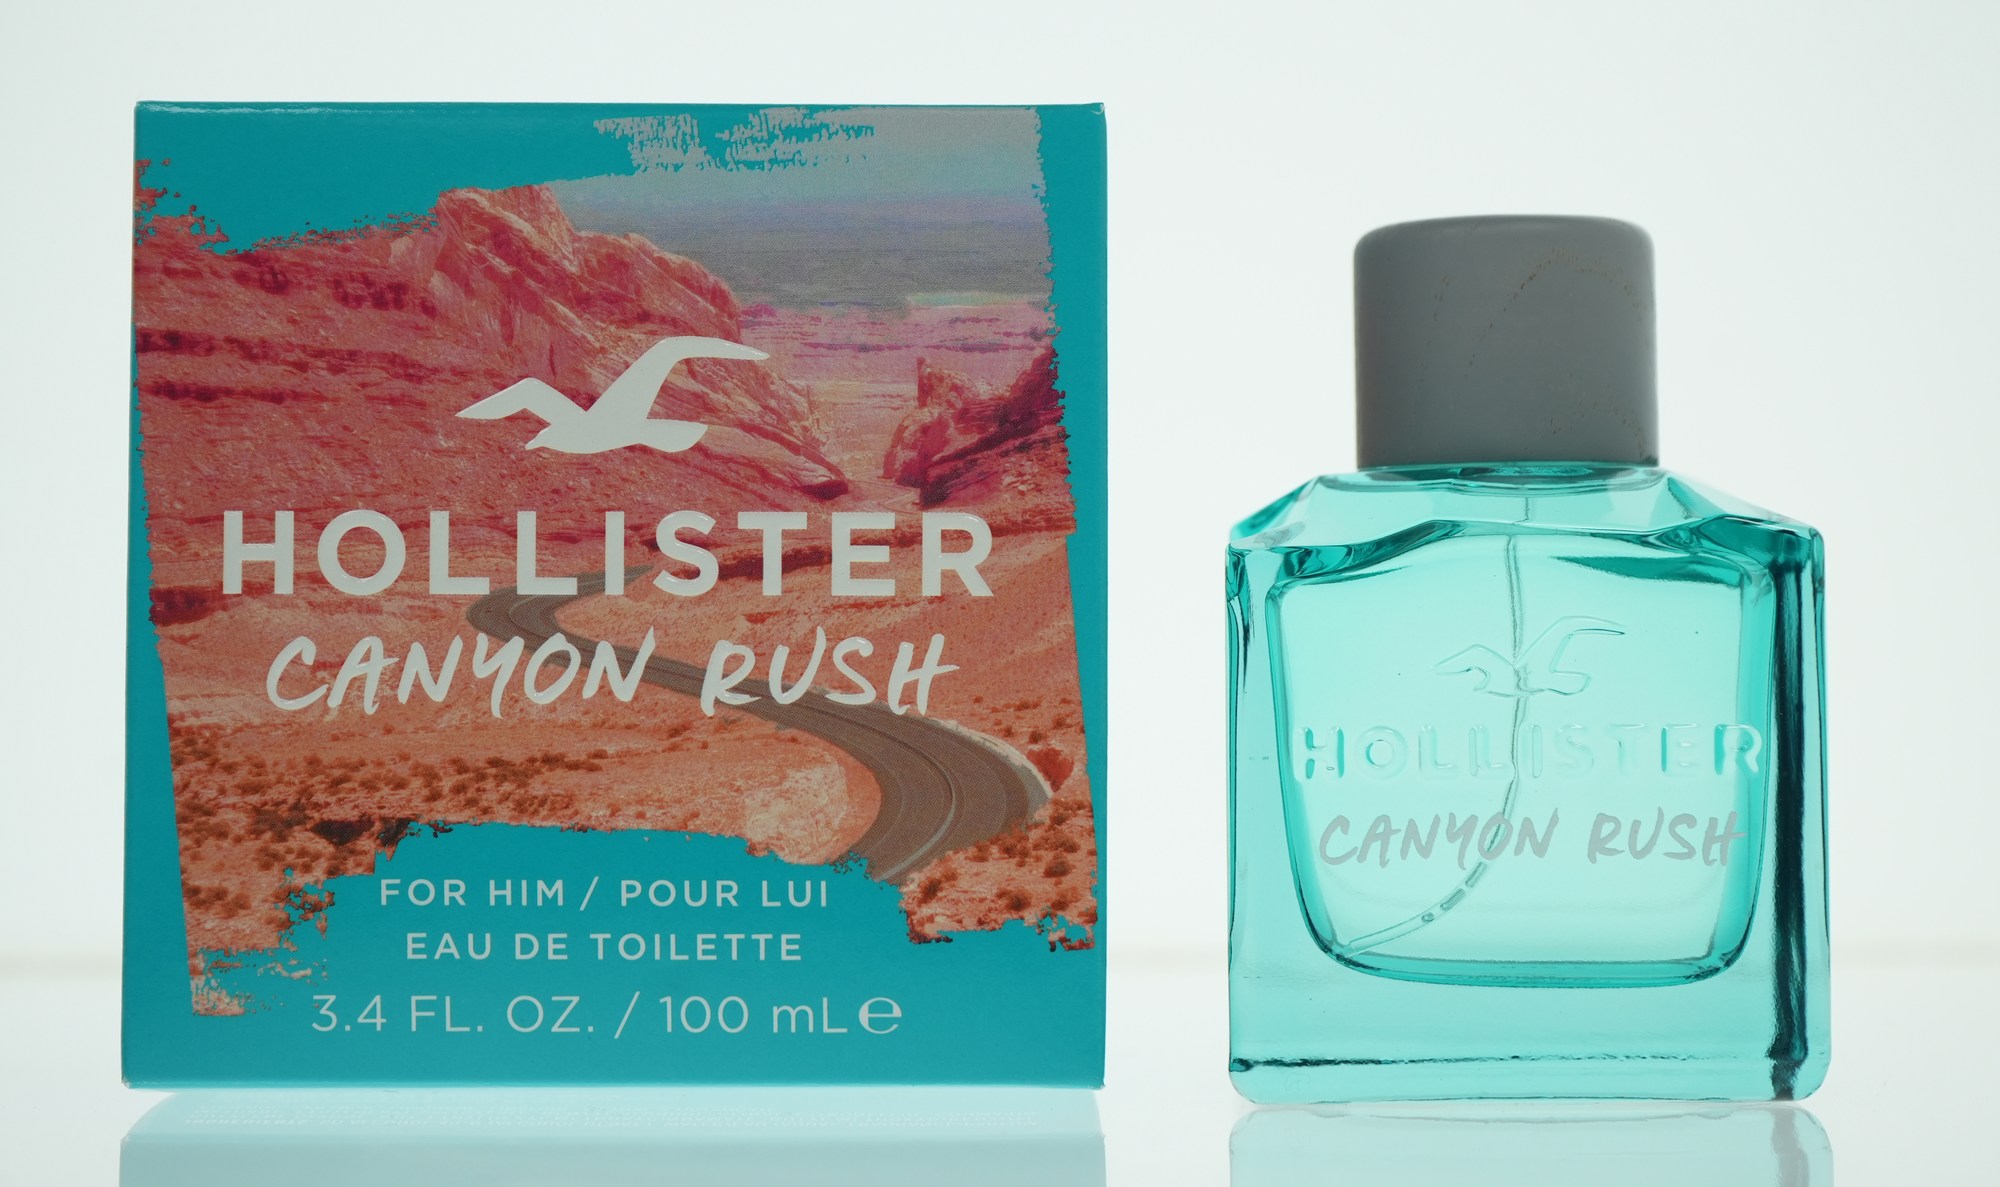 HOLLISTER
CANYON RUSH
FOR HIM / POUR LUI
EAU DE TOILETTE
3.4 FL. OZ. / 100 mL ℮
HOLLISTER
CANYON RUSH